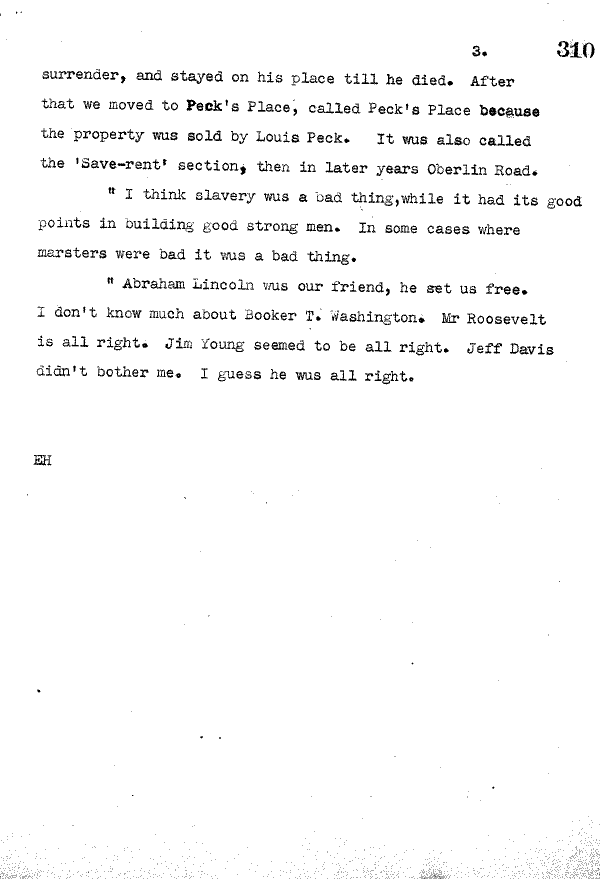 3. 310
surrender, and stayed on his place till he died. After
that we moved to Peck's Place, called Peck's Place because
the property wus sold by Louis Peck. It wus also called
the 'Save-rent' section, then in later years Oberlin Road.
" I think slavery wus a bad thing,while it had its good
points in building good strong men. In some cases where
marsters were bad it wus a bad thing.
" Abraham Lincoln wus our friend, he set us free.
I don't know much about Booker T. Washington. Mr Roosevelt
is all right. Jim Young seemed to be all right. Jeff Davis
didn't bother me. I guess he wus all right.
EH